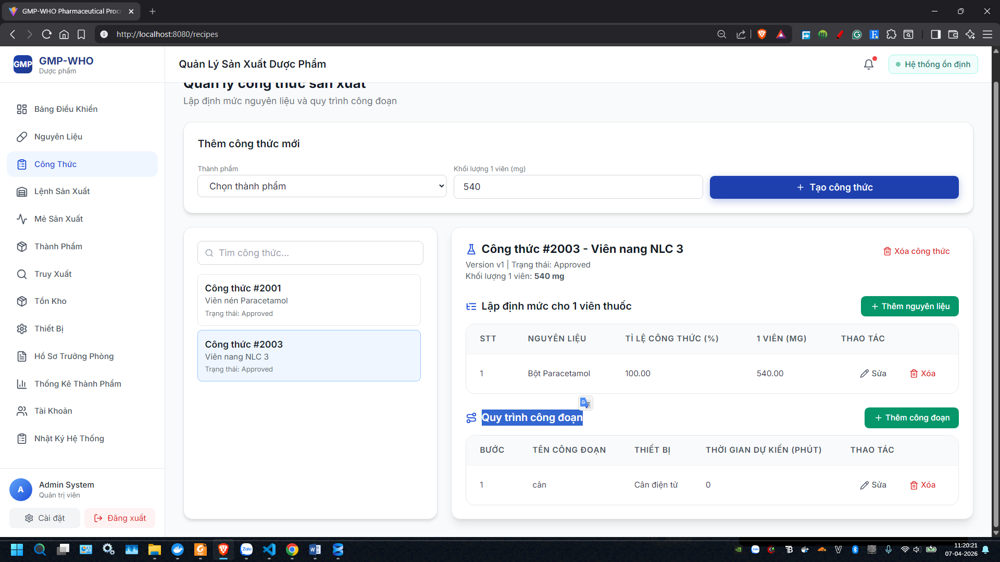 GMP-WHO Pharmaceutical Proc
http://localhost:8080/recipes
GMP
GMP-WHO
Dược phẩm
Quản Lý Sản Xuất Dược Phẩm
Hệ thống ổn định
Bảng Điều Khiển
Nguyên Liệu
Công Thức
Lệnh Sản Xuất
Mẻ Sản Xuất
Thành Phẩm
Truy Xuất
Tồn Kho
Thiết Bị
Hồ Sơ Trưởng Phòng
Thống Kê Thành Phẩm
Tài Khoản
Nhật Ký Hệ Thống
A
Admin System
Quản trị viên
Cài đặt
Đăng xuất
Quản lý công thức sản xuất
Lập định mức nguyên liệu và quy trình công đoạn
Thêm công thức mới
Thành phẩm
Chọn thành phẩm
Khối lượng 1 viên (mg)
540
+ Tạo công thức
Tìm công thức...
Công thức #2001
Viên nén Paracetamol
Trạng thái: Approved
Công thức #2003
Viên nang NLC 3
Trạng thái: Approved
Công thức #2003 - Viên nang NLC 3
Xóa công thức
Version v1 | Trạng thái: Approved
Khối lượng 1 viên: 540 mg
Lập định mức cho 1 viên thuốc
+ Thêm nguyên liệu
STT NGUYÊN LIỆU TỈ LỆ CÔNG THỨC (%) 1 VIÊN (MG) THAO TÁC
1 Bột Paracetamol 100.00 540.00 Sửa Xóa
Quy trình công đoạn
+ Thêm công đoạn
BƯỚC TÊN CÔNG ĐOẠN THIẾT BỊ THỜI GIAN DỰ KIẾN (PHÚT) THAO TÁC
1 cân Cân điện tử 0 Sửa Xóa
11:20:21
07-04-2026